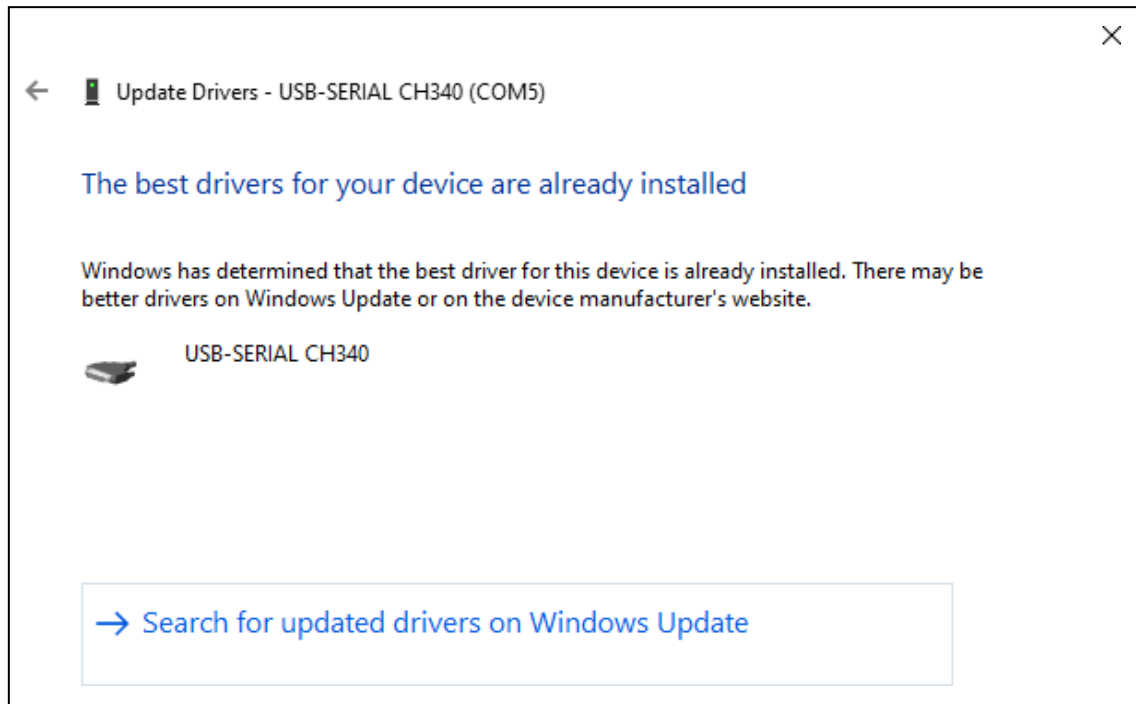 Update Drivers - USB-SERIAL CH340 (COM5)
The best drivers for your device are already installed
Windows has determined that the best driver for this device is already installed. There may be
better drivers on Windows Update or on the device manufacturer's website.
USB-SERIAL CH340
Search for updated drivers on Windows Update